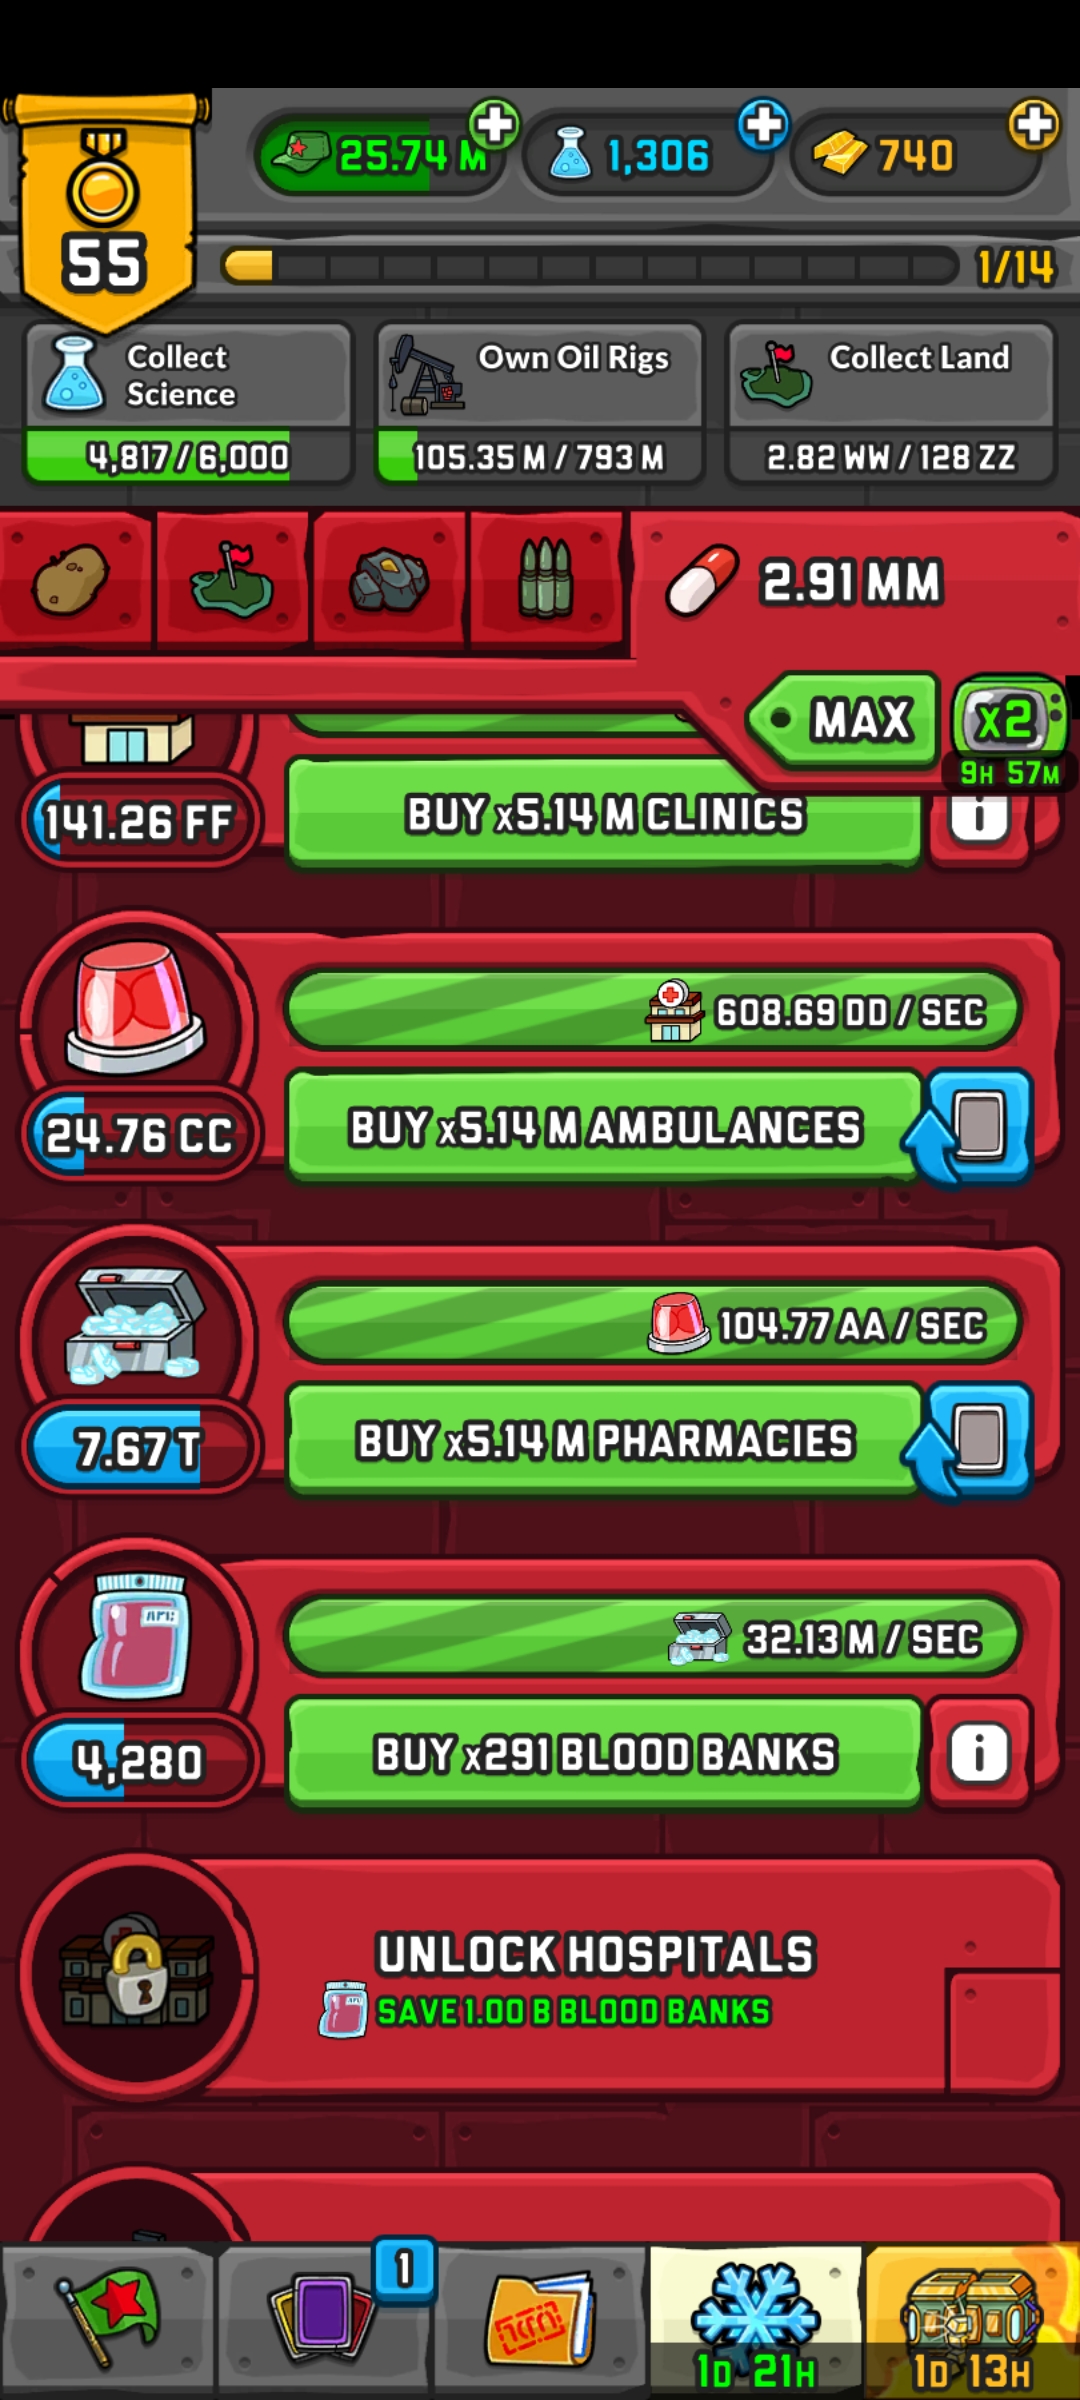 25.74 M
1,306
740
55
1/14
Collect
Science
4,817 / 6,000
Own Oil Rigs
105.35 M / 793 M
Collect Land
2.82 WW / 128 ZZ
2.91 MM
MAX
x2
9H 57M
141.26 FF
BUY x5.14 M CLINICS
i
608.69 DD / SEC
24.76 CC
BUY x5.14 M AMBULANCES
104.77 AA / SEC
7.67 T
BUY x5.14 M PHARMACIES
32.13 M / SEC
4,280
BUY x291 BLOOD BANKS
i
UNLOCK HOSPITALS
SAVE 1.00 B BLOOD BANKS
1
1D 21H
1D 13H